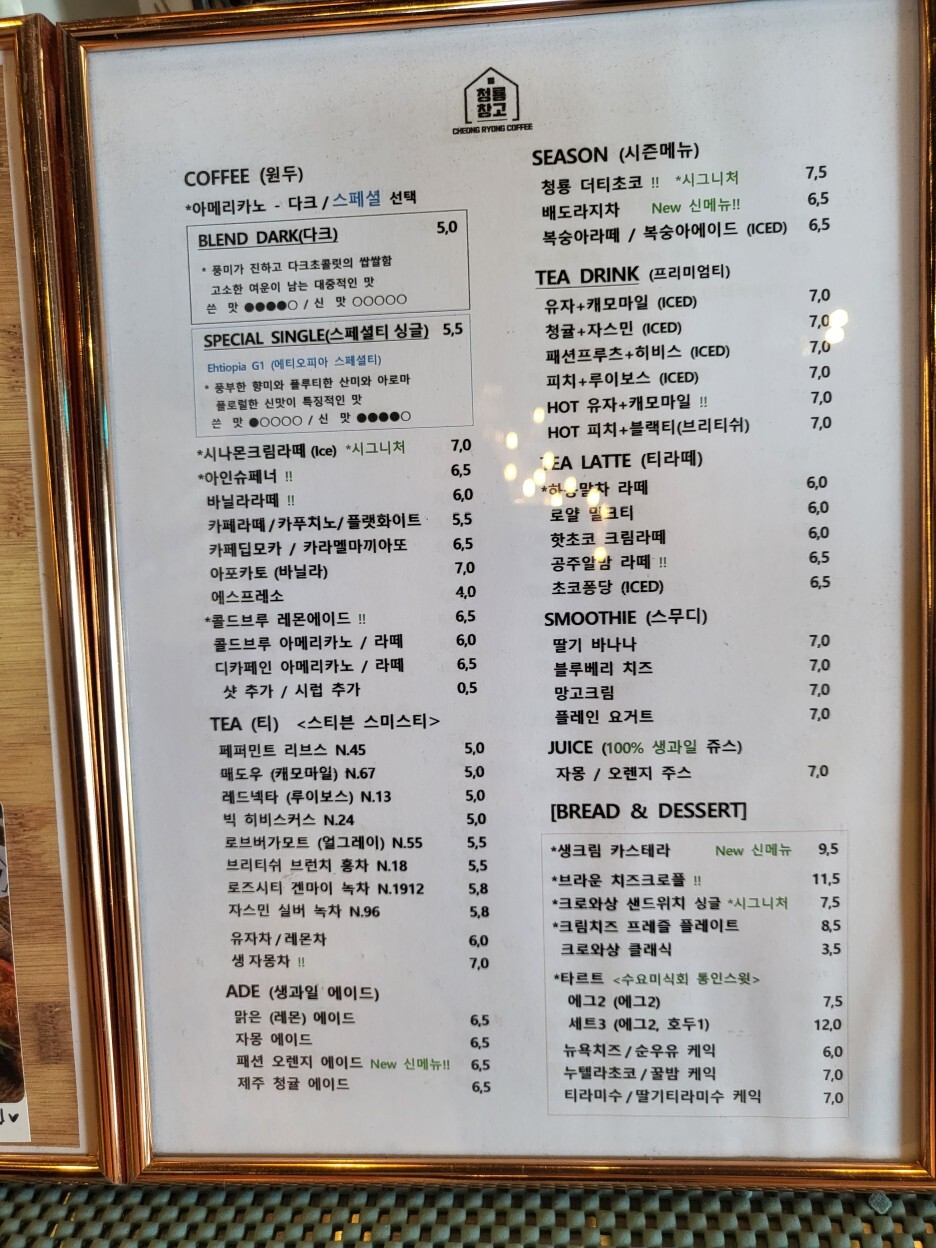 청룡
창고
CHEONG RYONG COFFEE
COFFEE (원두)
*아메리카노 - 다크 / 스페셜 선택
BLEND DARK(다크) 5,0
* 풍미가 진하고 다크초콜릿의 쌉쌀함
고소한 여운이 남는 대중적인 맛
쓴 맛 ●●●●○ / 신 맛 ○○○○○
SPECIAL SINGLE(스페셜티 싱글) 5,5
Ehtiopia G1 (에티오피아 스페셜티)
* 풍부한 향미와 플루티한 산미와 아로마
플로럴한 신맛이 특징적인 맛
쓴 맛 ●○○○○ / 신 맛 ●●●●○
*시나몬크림라떼 (Ice) *시그니처 7,0
*아인슈페너 !! 6,5
바닐라라떼 !! 6,0
카페라떼 / 카푸치노 / 플랫화이트 5,5
카페딥모카 / 카라멜마끼아또 6,5
아포카토 (바닐라) 7,0
에스프레소 4,0
*콜드브루 레몬에이드 !! 6,5
콜드브루 아메리카노 / 라떼 6,0
디카페인 아메리카노 / 라떼 6,5
샷 추가 / 시럽 추가 0,5
TEA (티) <스티븐 스미스티>
페퍼민트 리브스 N.45 5,0
매도우 (캐모마일) N.67 5,0
레드넥타 (루이보스) N.13 5,0
빅 히비스커스 N.24 5,0
로브버가모트 (얼그레이) N.55 5,5
브리티쉬 브런치 홍차 N.18 5,5
로즈시티 겐마이 녹차 N.1912 5,8
자스민 실버 녹차 N.96 5,8
유자차 / 레몬차 6,0
생 자몽차 !! 7,0
ADE (생과일 에이드)
맑은 (레몬) 에이드 6,5
자몽 에이드 6,5
패션 오렌지 에이드 New 신메뉴!! 6,5
제주 청귤 에이드 6,5
SEASON (시즌메뉴)
청룡 더티초코 !! *시그니처 7,5
배도라지차 New 신메뉴!! 6,5
복숭아라떼 / 복숭아에이드 (ICED) 6,5
TEA DRINK (프리미엄티)
유자+캐모마일 (ICED) 7,0
청귤+자스민 (ICED) 7,0
패션프루츠+히비스 (ICED) 7,0
피치+루이보스 (ICED) 7,0
HOT 유자+캐모마일 !! 7,0
HOT 피치+블랙티(브리티쉬) 7,0
TEA LATTE (티라떼)
라떼 6,0
로얄 밀크티 6,0
핫초코 크림라떼 6,0
공주알밤 라떼 !! 6,5
초코퐁당 (ICED) 6,5
SMOOTHIE (스무디)
딸기 바나나 7,0
블루베리 치즈 7,0
망고크림 7,0
플레인 요거트 7,0
JUICE (100% 생과일 쥬스)
자몽 / 오렌지 주스 7,0
[BREAD & DESSERT]
*생크림 카스테라 New 신메뉴 9,5
*브라운 치즈크로플 !! 11,5
*크로와상 샌드위치 싱글 *시그니처 7,5
*크림치즈 프레즐 플레이트 8,5
크로와상 클래식 3,5
*타르트 <수요미식회 통인스윗>
에그2 (에그2) 7,5
세트3 (에그2, 호두1) 12,0
뉴욕치즈 / 순우유 케익 6,0
누텔라초코 / 꿀밤 케익 7,0
티라미수 / 딸기티라미수 케익 7,0